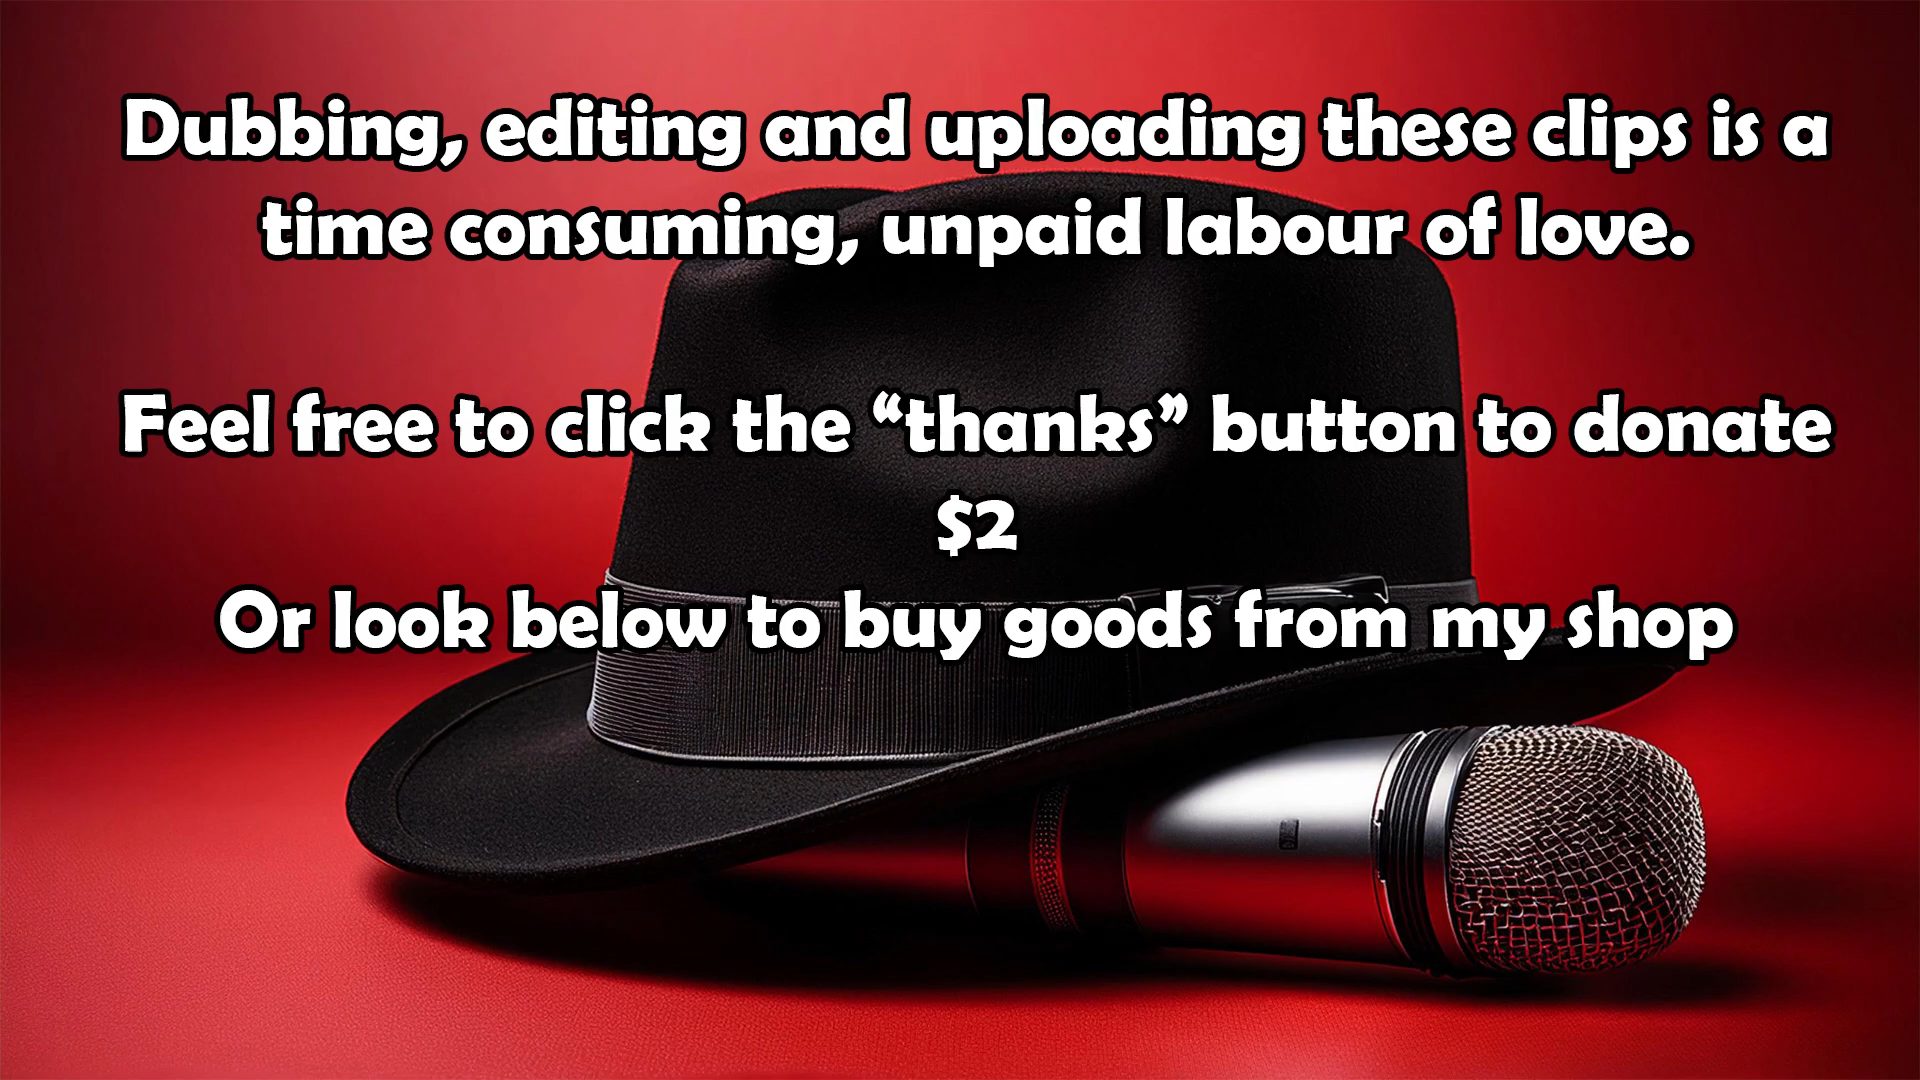 Dubbing, editing and uploading these clips is a
time consuming, unpaid labour of love.
Feel free to click the “thanks” button to donate
$2
Or look below to buy goods from my shop